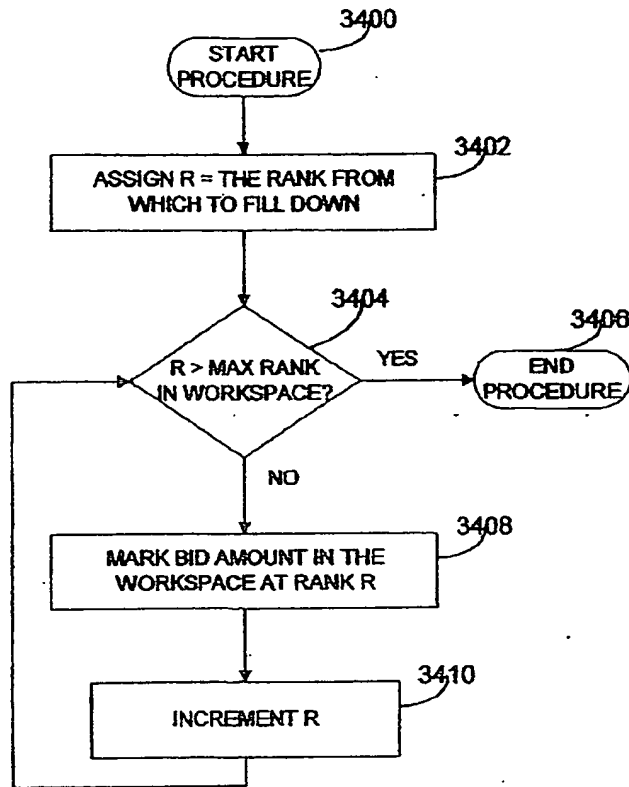 3400
START
PROCEDURE
3402
ASSIGN R = THE RANK FROM
WHICH TO FILL DOWN
3404
R > MAX RANK
IN WORKSPACE?
YES
3406
END
PROCEDURE
NO
3408
MARK BID AMOUNT IN THE
WORKSPACE AT RANK R
3410
INCREMENT R